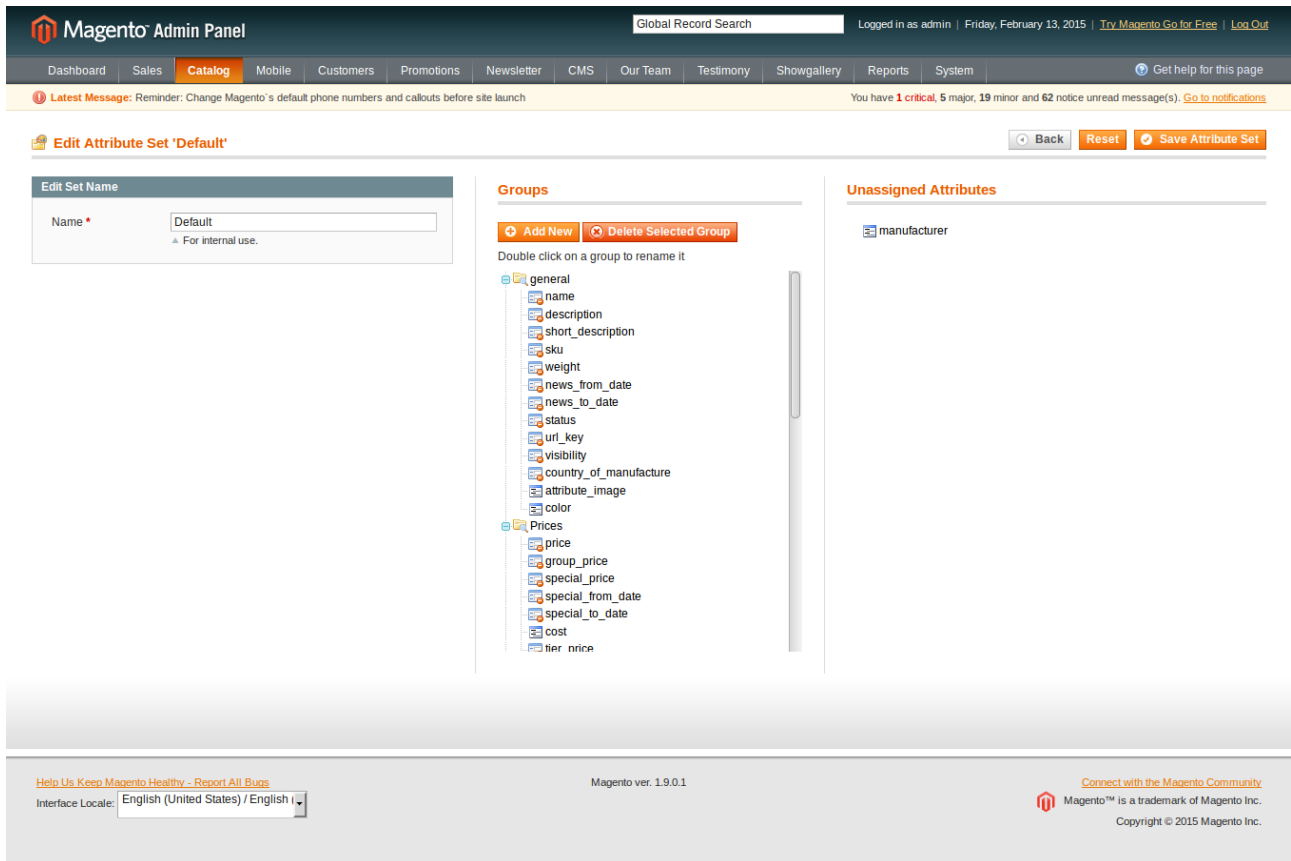 Magento™ Admin Panel
Global Record Search
Logged in as admin | Friday, February 13, 2015 | Try Magento Go for Free | Log Out
Dashboard Sales Catalog Mobile Customers Promotions Newsletter CMS Our Team Testimony Showgallery Reports System
Get help for this page
Latest Message: Reminder: Change Magento`s default phone numbers and callouts before site launch
You have 1 critical, 5 major, 19 minor and 62 notice unread message(s). Go to notifications
Edit Attribute Set 'Default'
Back Reset Save Attribute Set
Edit Set Name
Name *
Default
For internal use.
Groups
Add New Delete Selected Group
Double click on a group to rename it
general
name
description
short_description
sku
weight
news_from_date
news_to_date
status
url_key
visibility
country_of_manufacture
attribute_image
color
Prices
price
group_price
special_price
special_from_date
special_to_date
cost
tier_price
Unassigned Attributes
manufacturer
Help Us Keep Magento Healthy - Report All Bugs
Interface Locale: English (United States) / English (
Magento ver. 1.9.0.1
Connect with the Magento Community
Magento™ is a trademark of Magento Inc.
Copyright © 2015 Magento Inc.